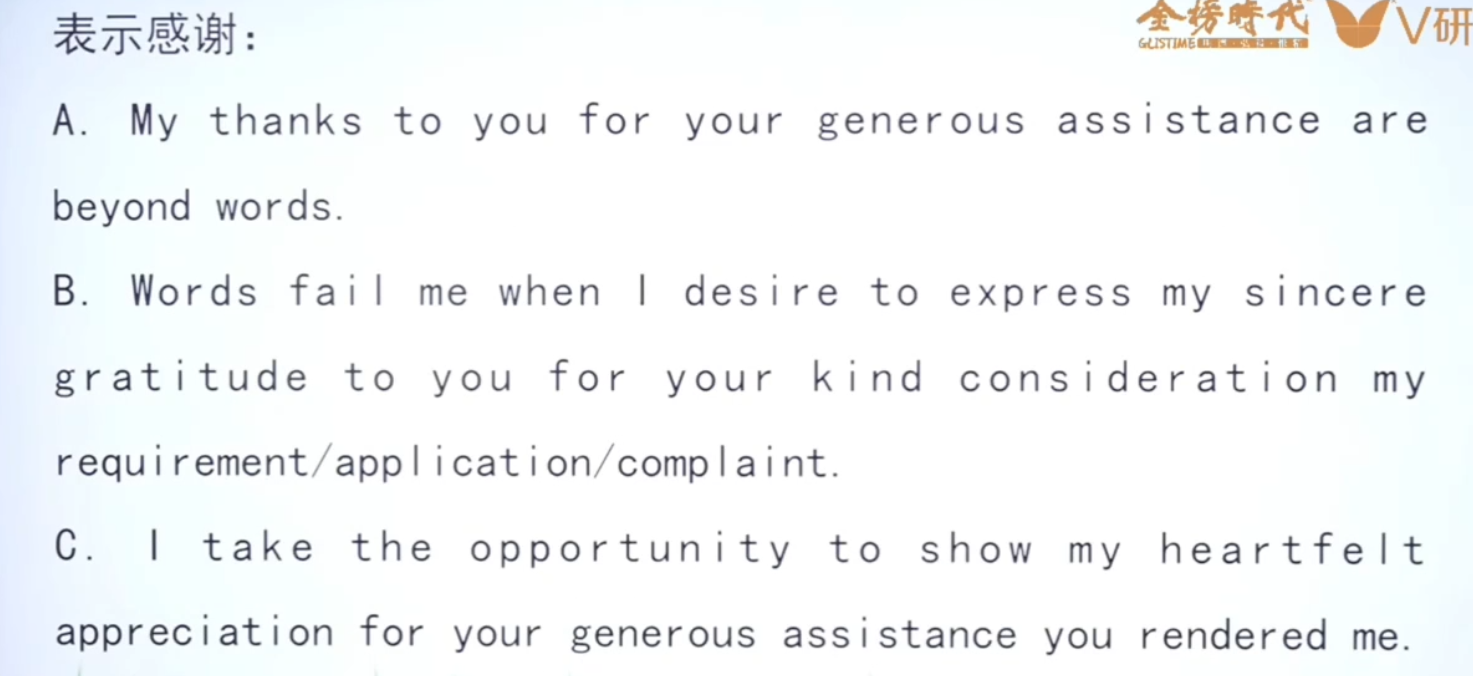 表示感谢：
金榜時代
GLISTIME
V研
A. My thanks to you for your generous assistance are
beyond words.
B. Words fail me when I desire to express my sincere
gratitude to you for your kind consideration my
requirement/application/complaint.
C. I take the opportunity to show my heartfelt
appreciation for your generous assistance you rendered me.